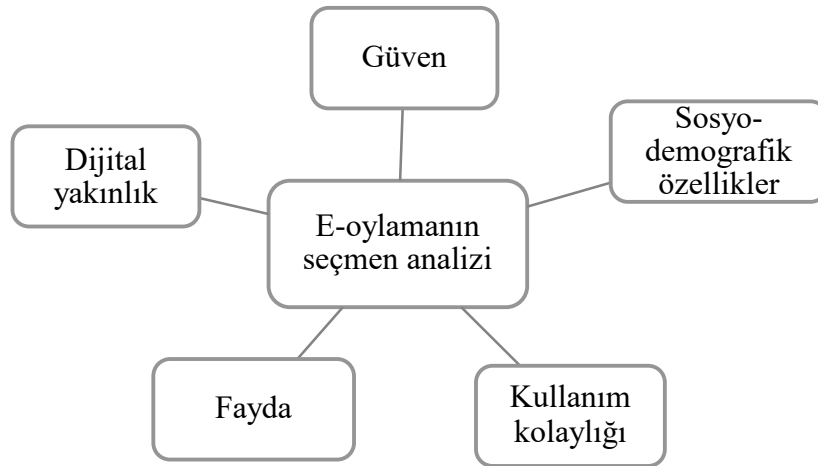 Güven
Sosyo-
demografik
özellikler
Dijital
yakınlık
E-oylamanın
seçmen analizi
Fayda
Kullanım
kolaylığı